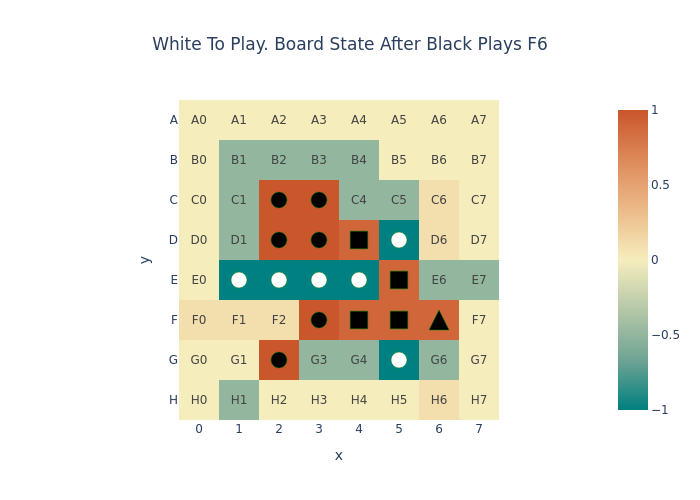 White To Play. Board State After Black Plays F6
A A0 A1 A2 A3 A4 A5 A6 A7
B B0 B1 B2 B3 B4 B5 B6 B7
C C0 C1 C4 C5 C6 C7
D D0 D1 D6 D7
E E0 E6 E7
F F0 F1 F2 F7
G G0 G1 G3 G4 G6 G7
H H0 H1 H2 H3 H4 H5 H6 H7
0 1 2 3 4 5 6 7
x
y
1
0.5
0
−0.5
−1